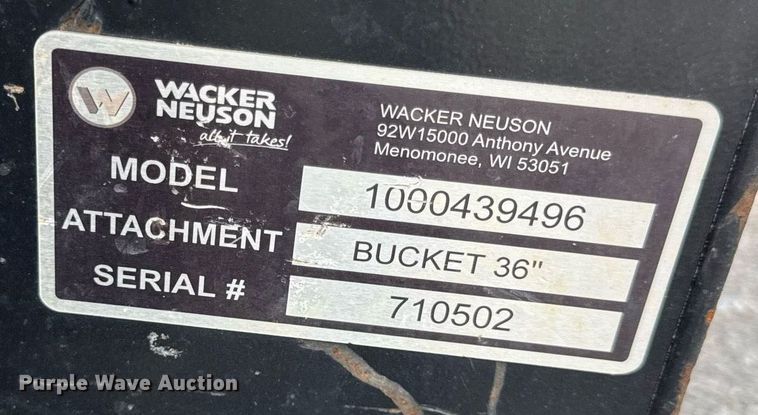 W
WACKER
NEUSON
all it takes!
WACKER NEUSON
92W15000 Anthony Avenue
Menomonee, WI 53051
MODEL 1000439496
ATTACHMENT BUCKET 36"
SERIAL # 710502
Purple Wave Auction